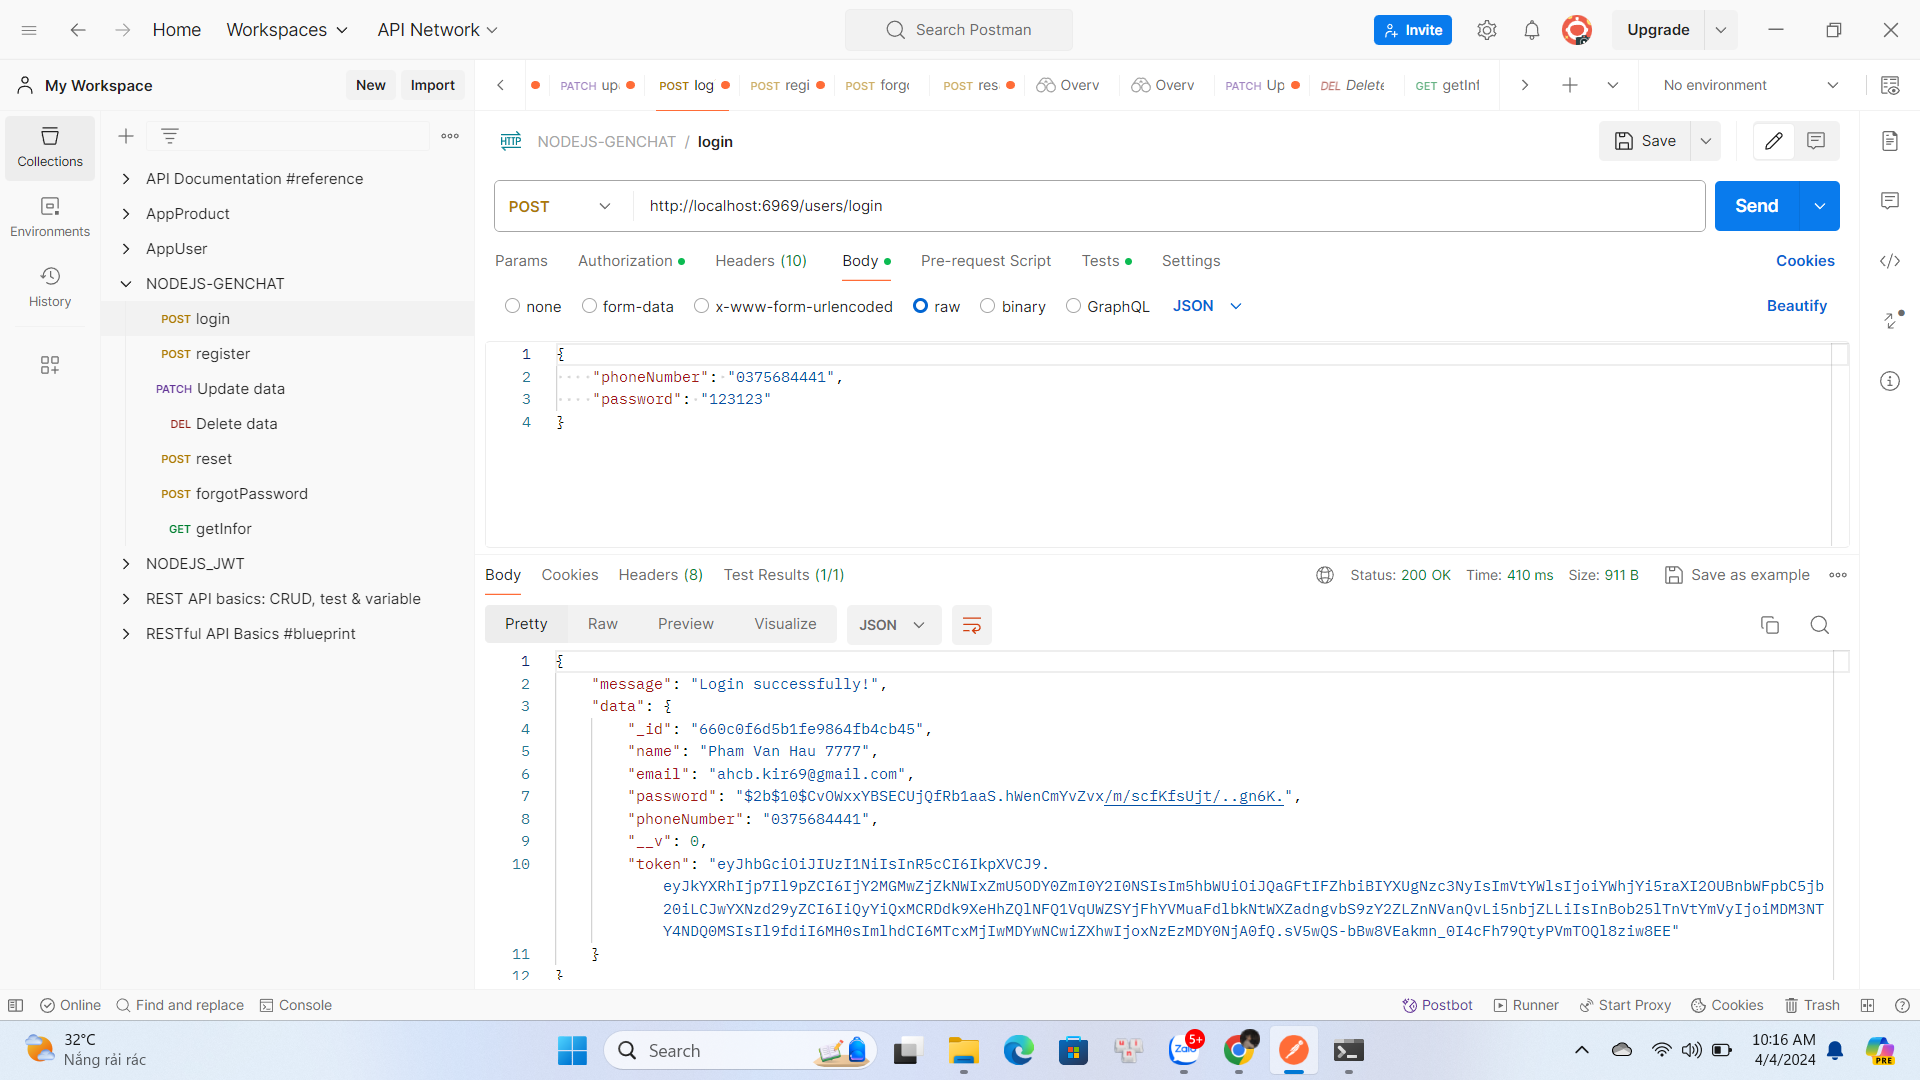 Home Workspaces API Network Search Postman Invite Upgrade
My Workspace New Import PATCH up POST log POST regi POST forg POST res Overv Overv PATCH Up DEL Delete GET getInf No environment
Collections
Environments
History
API Documentation #reference
AppProduct
AppUser
NODEJS-GENCHAT
POST login
POST register
PATCH Update data
DEL Delete data
POST reset
POST forgotPassword
GET getInfor
NODEJS_JWT
REST API basics: CRUD, test & variable
RESTful API Basics #blueprint
HTTP NODEJS-GENCHAT / login Save
POST http://localhost:6969/users/login Send
Params Authorization Headers (10) Body Pre-request Script Tests Settings Cookies
none form-data x-www-form-urlencoded raw binary GraphQL JSON Beautify
1 {
2 "phoneNumber": "0375684441",
3 "password": "123123"
4 }
Body Cookies Headers (8) Test Results (1/1) Status: 200 OK Time: 410 ms Size: 911 B Save as example
Pretty Raw Preview Visualize JSON
1 {
2 "message": "Login successfully!",
3 "data": {
4 "_id": "660c0f6d5b1fe9864fb4cb45",
5 "name": "Pham Van Hau 7777",
6 "email": "ahcb.kir69@gmail.com",
7 "password": "$2b$10$CvOWxxYBSECUjQfRb1aaS.hWenCmYvZvx/m/scfKfsUjt/..gn6K.",
8 "phoneNumber": "0375684441",
9 "__v": 0,
10 "token": "eyJhbGciOiJIUzI1NiIsInR5cCI6IkpXVCJ9.
eyJkYXRhIjp7Il9pZCI6IjY2MGMwZjZkNWIxZmU5ODY0ZmI0Y2I0NSIsIm5hbWUiOiJQaGFtIFZhbiBIYXUgNzc3NyIsImVtYWlsIjoiYWhjYi5raXI2OUBnbWFpbC5jb
20iLCJwYXNzd29yZCI6IiQyYiQxMCRDdk9XeHhZQlNFQ1VqUWZSYjFhYVMuaFdlbkNtWXZadngvbS9zY2ZLZnNVanQvLi5nbjZLLiIsInBob25lTnVtYmVyIjoiMDM3NT
Y4NDQ0MSIsIl9fdiI6MH0sImlhdCI6MTcxMjIwMDYwNCwiZXhwIjoxNzEzMDY0NjA0fQ.sV5wQS-bBw8VEakmn_0I4cFh79QtyPVmTOQl8ziw8EE"
11 }
12 }
Online Find and replace Console Postbot Runner Start Proxy Cookies Trash
32°C
Nắng rải rác
Search
Zalo
5+
PRE
10:16 AM
4/4/2024